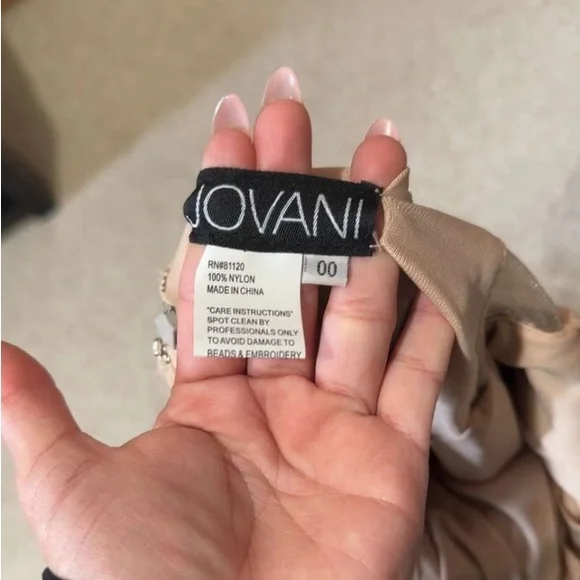 JOVANI
RN#81120
100% NYLON
MADE IN CHINA
00
"CARE INSTRUCTIONS"
SPOT CLEAN BY
PROFESSIONALS ONLY
TO AVOID DAMAGE TO
BEADS & EMBROIDERY